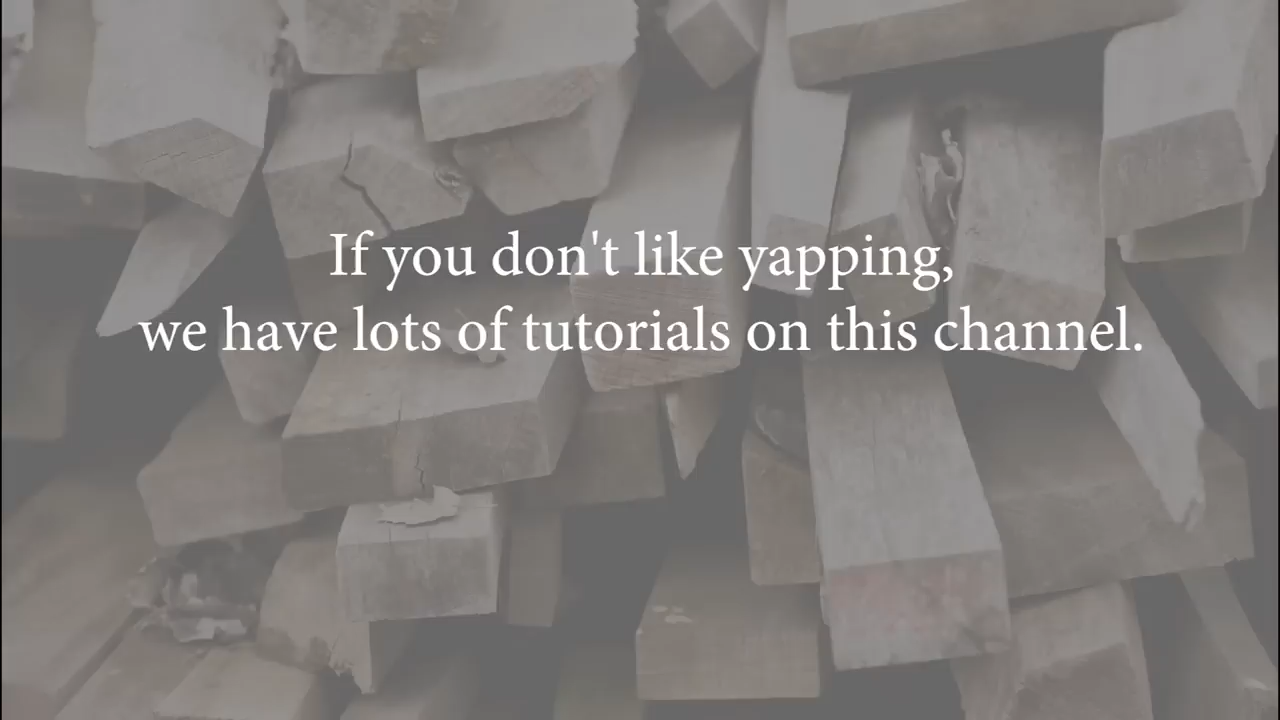 If you don't like yapping,
we have lots of tutorials on this channel.